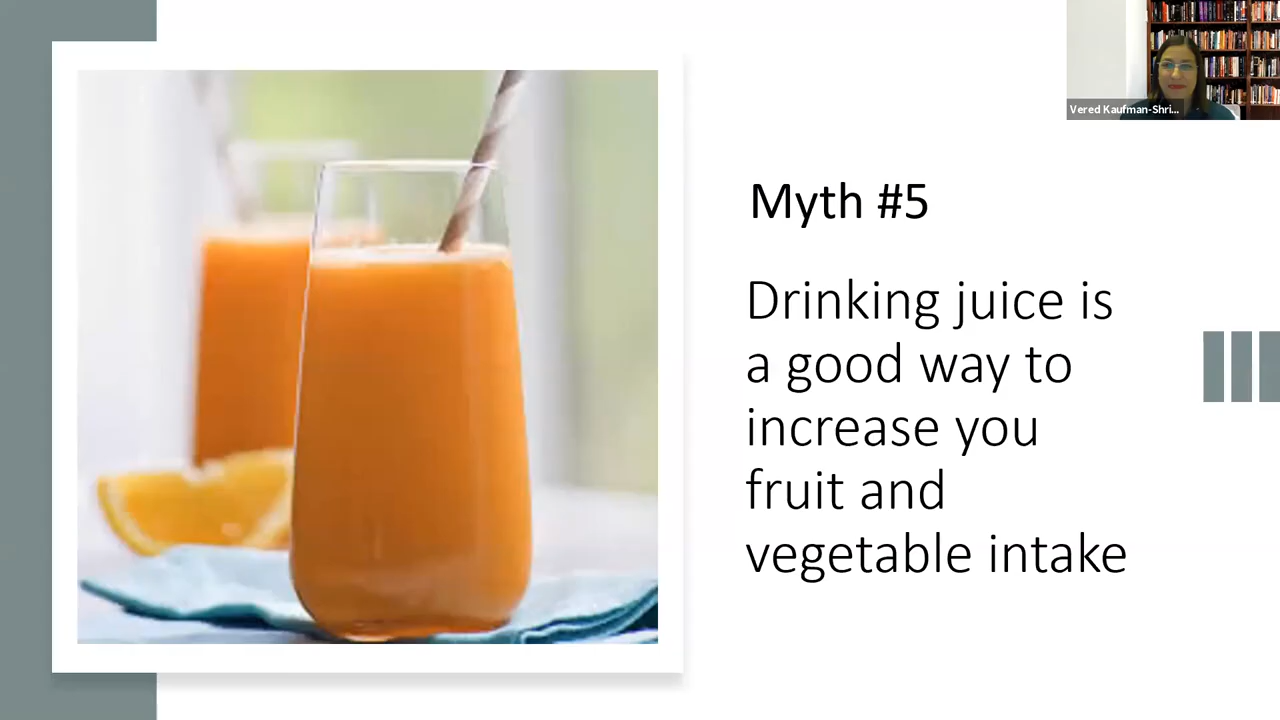 Vered Kaufman-Shri...
Myth #5
Drinking juice is
a good way to
increase you
fruit and
vegetable intake